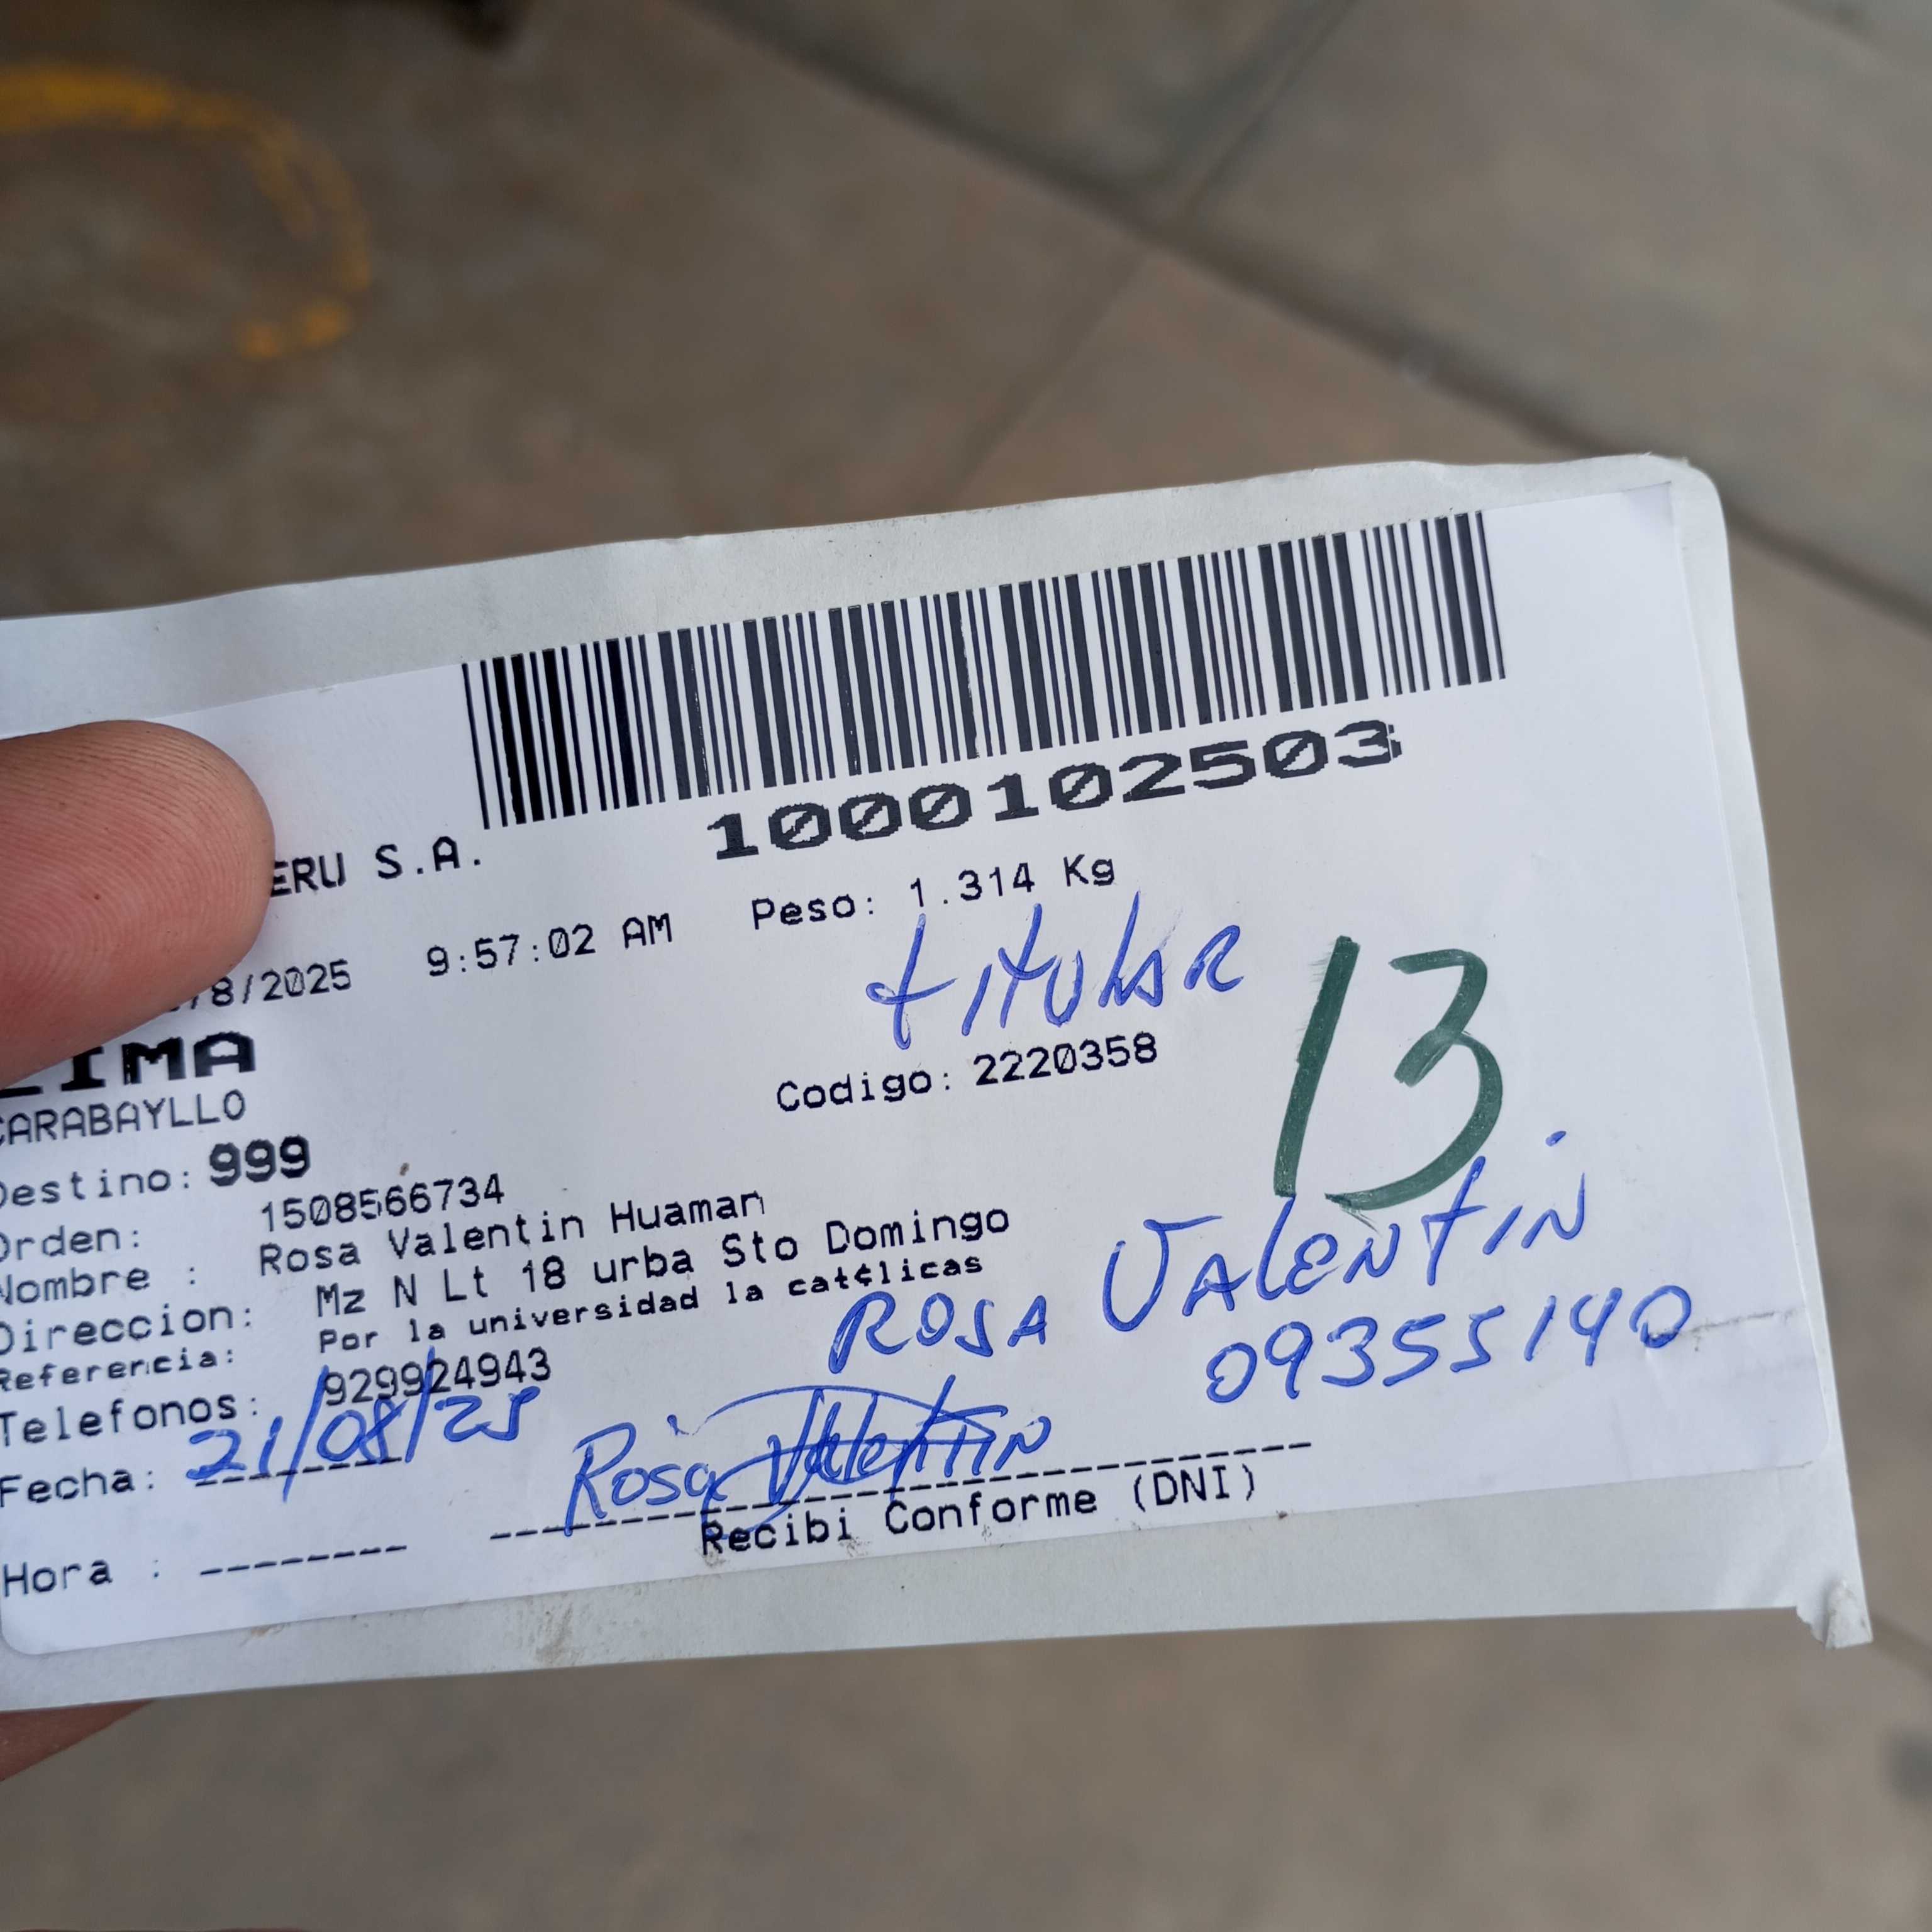 1000102503
ERU S.A.
/8/2025 9:57:02 AM Peso: 1.314 Kg
titular
LIMA
CARABAYLLO
Codigo: 2220358
13
Destino: 999
Orden: 1508566734
Nombre : Rosa Valentin Huaman
Direccion: Mz N Lt 18 urba Sto Domingo
Referencia: Por la universidad la cat¢licas
Telefonos: 929924943
ROSA VALENTIN
09355140
Fecha: 21/08/25
Rosa Valentin
Recibi Conforme (DNI)
Hora :